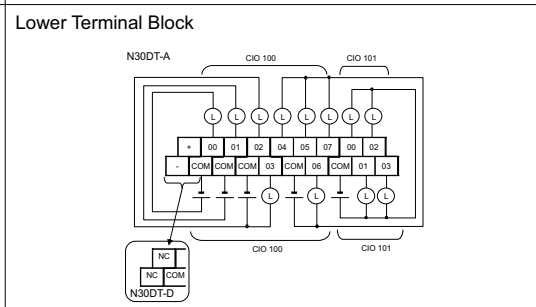 Lower Terminal Block
N30DT-A
CIO 100
CIO 101
L L L L L L L L
+ 00 01 02 04 05 07 00 02
- COM COM COM 03 COM 06 COM 01 03
L L L L
CIO 100
CIO 101
NC
NC COM
N30DT-D